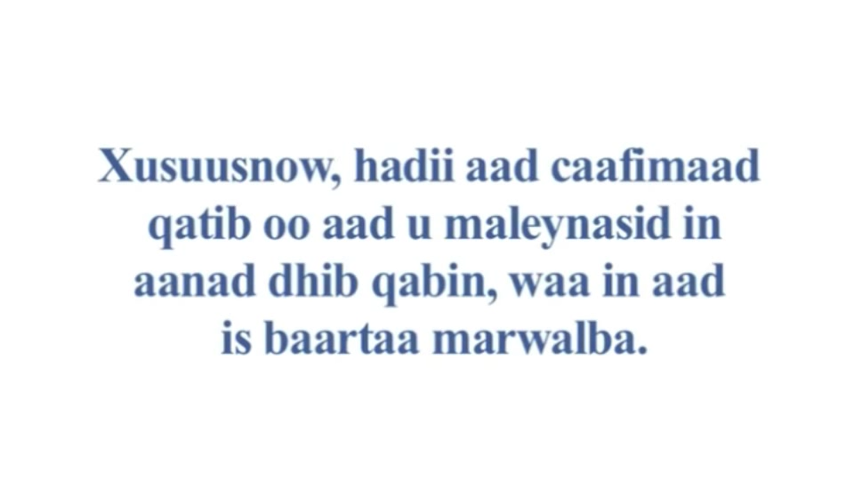 Xusuusnow, hadii aad caafimaad
qatib oo aad u maleynasid in
aanad dhib qabin, waa in aad
is baartaa marwalba.